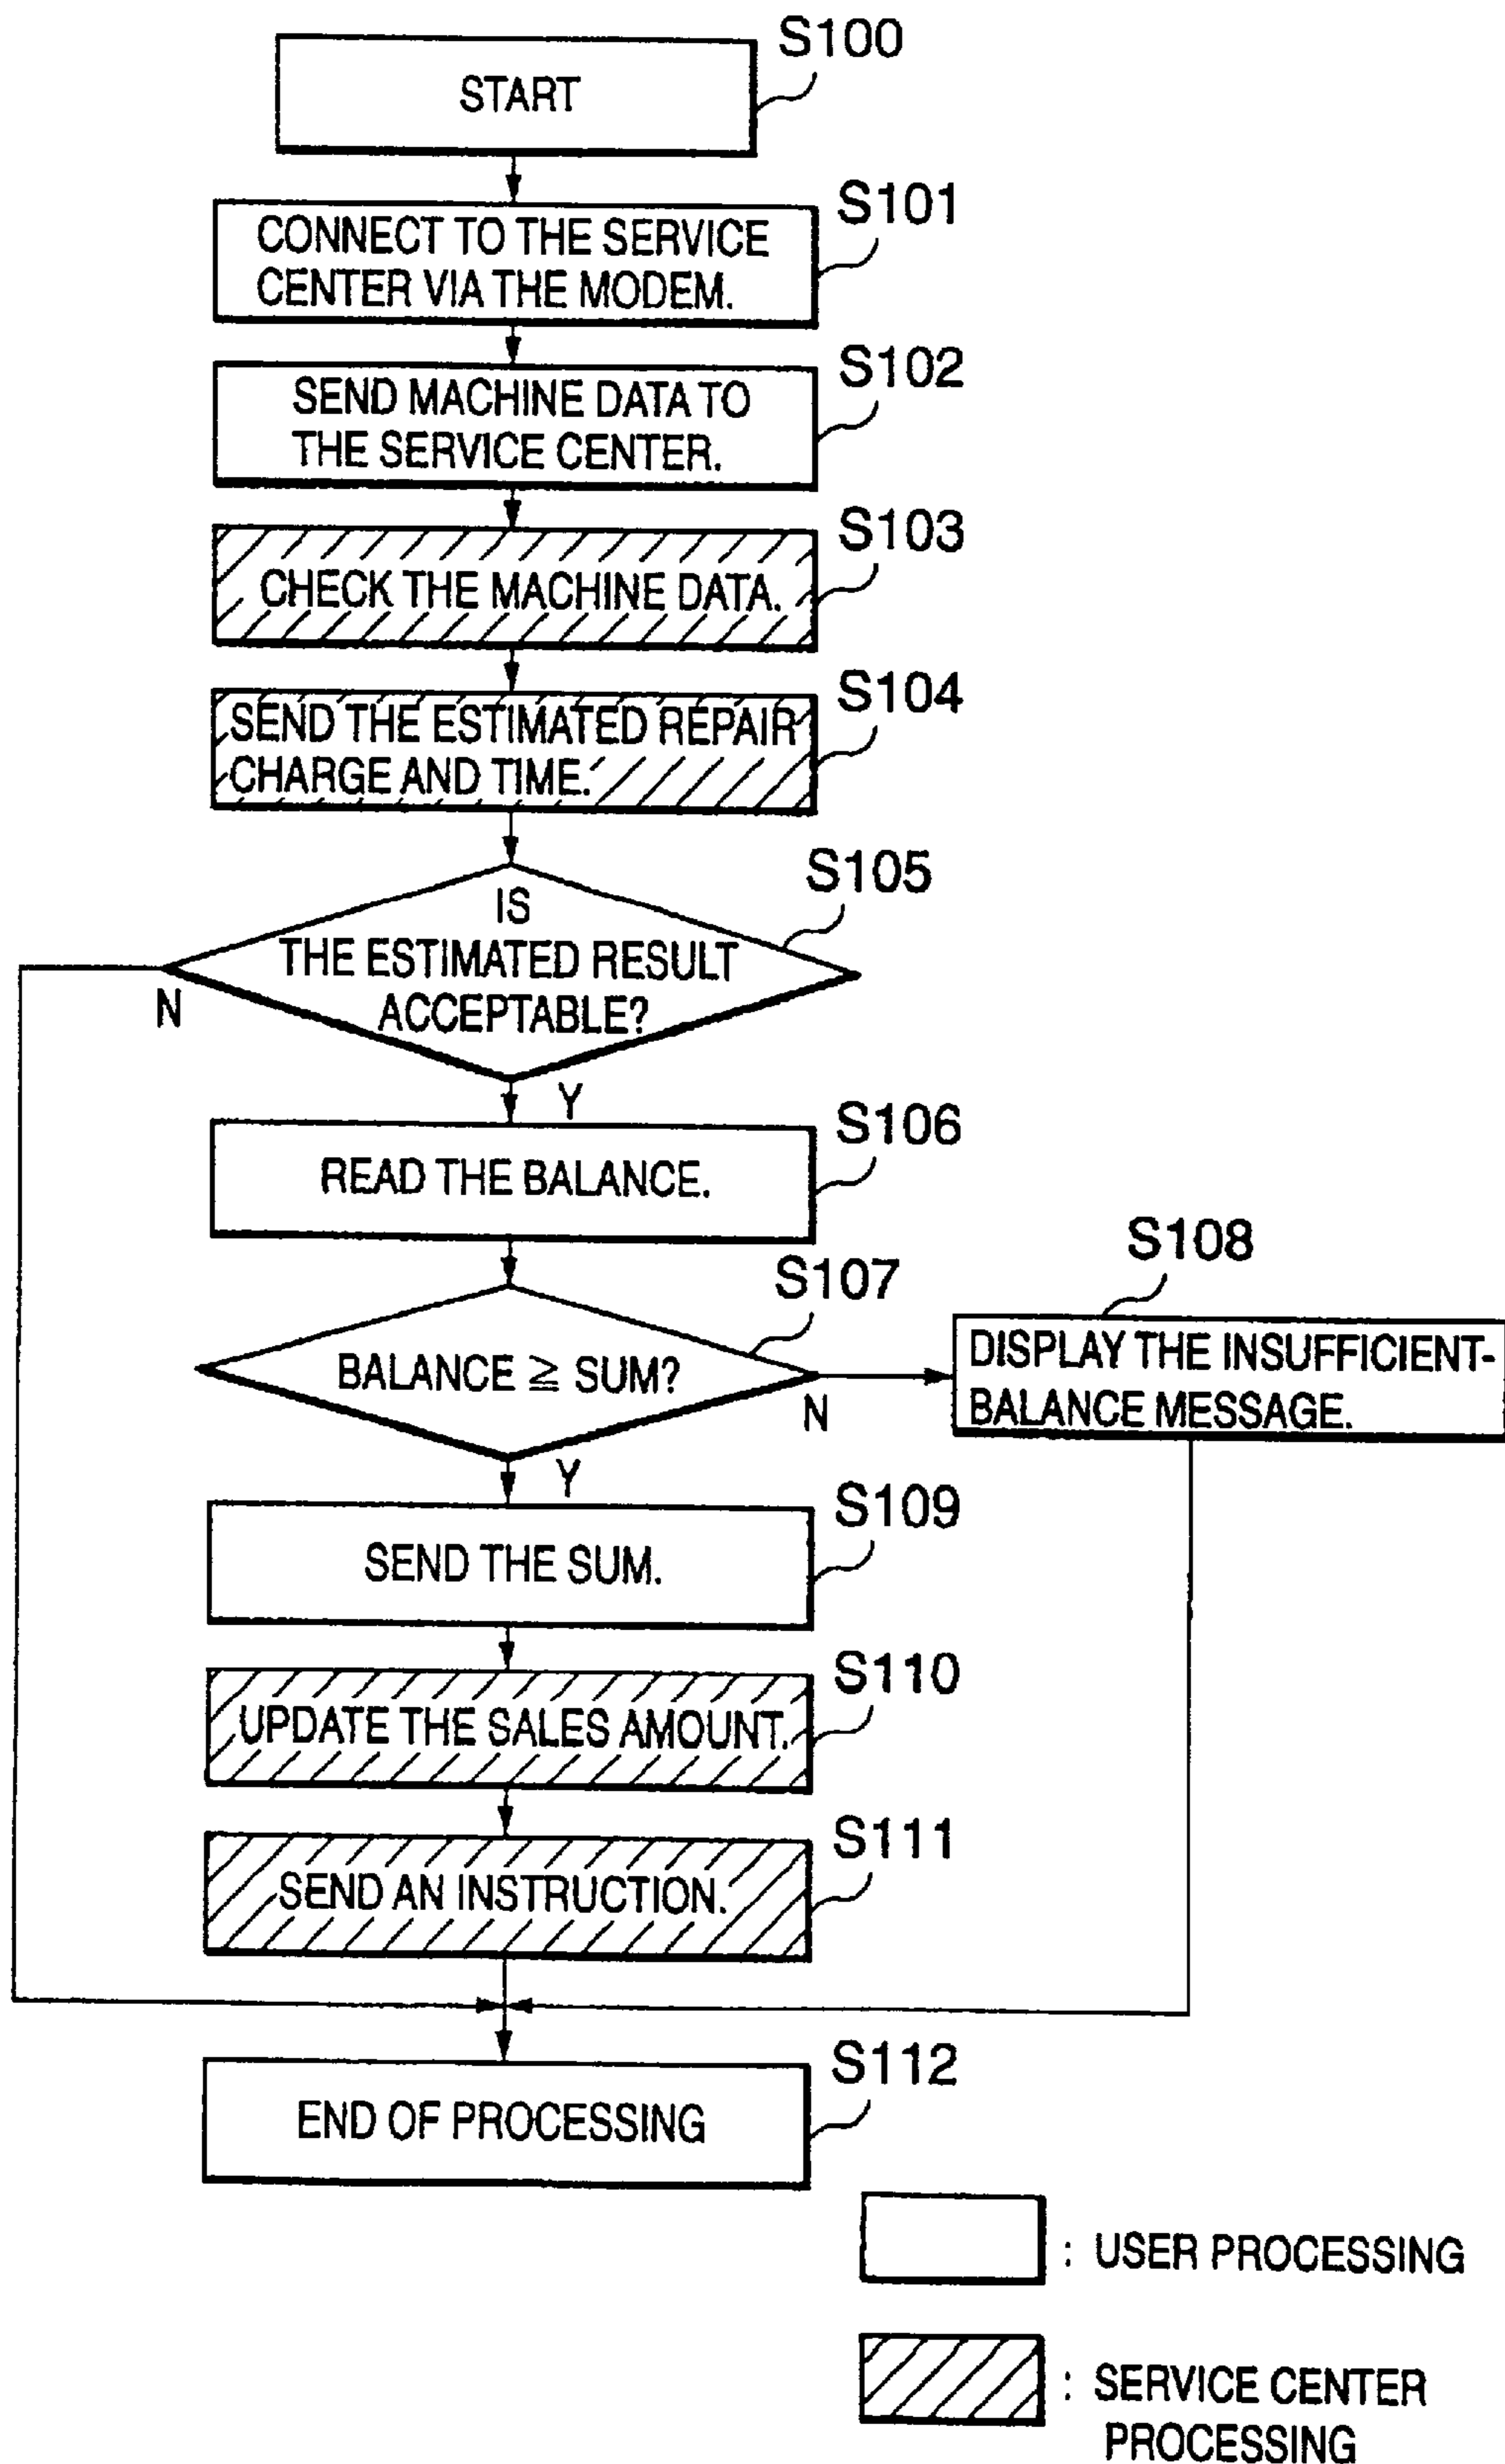 S100
START
S101
CONNECT TO THE SERVICE
CENTER VIA THE MODEM.
S102
SEND MACHINE DATA TO
THE SERVICE CENTER.
S103
CHECK THE MACHINE DATA.
S104
SEND THE ESTIMATED REPAIR
CHARGE AND TIME.
S105
IS
THE ESTIMATED RESULT
ACCEPTABLE?
N
Y
S106
READ THE BALANCE.
S107
BALANCE ≧ SUM?
N
Y
S108
DISPLAY THE INSUFFICIENT-
BALANCE MESSAGE.
S109
SEND THE SUM.
S110
UPDATE THE SALES AMOUNT.
S111
SEND AN INSTRUCTION.
S112
END OF PROCESSING
: USER PROCESSING
: SERVICE CENTER
PROCESSING